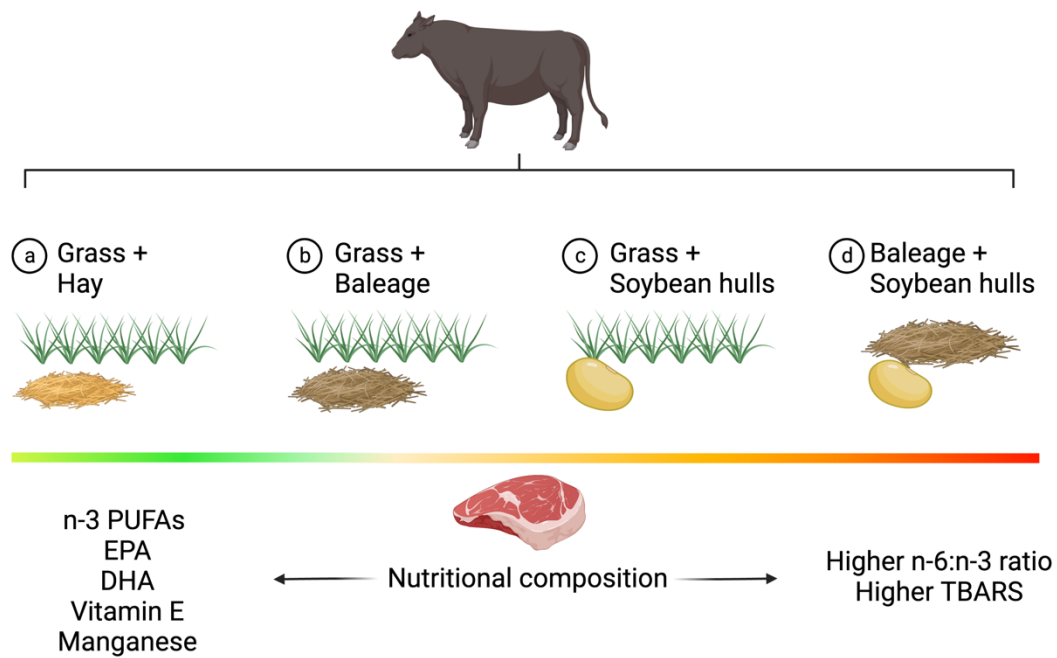 a Grass +
Hay
b Grass +
Baleage
c Grass +
Soybean hulls
d Baleage +
Soybean hulls
n-3 PUFAs
EPA
DHA
Vitamin E
Manganese
Nutritional composition
Higher n-6:n-3 ratio
Higher TBARS